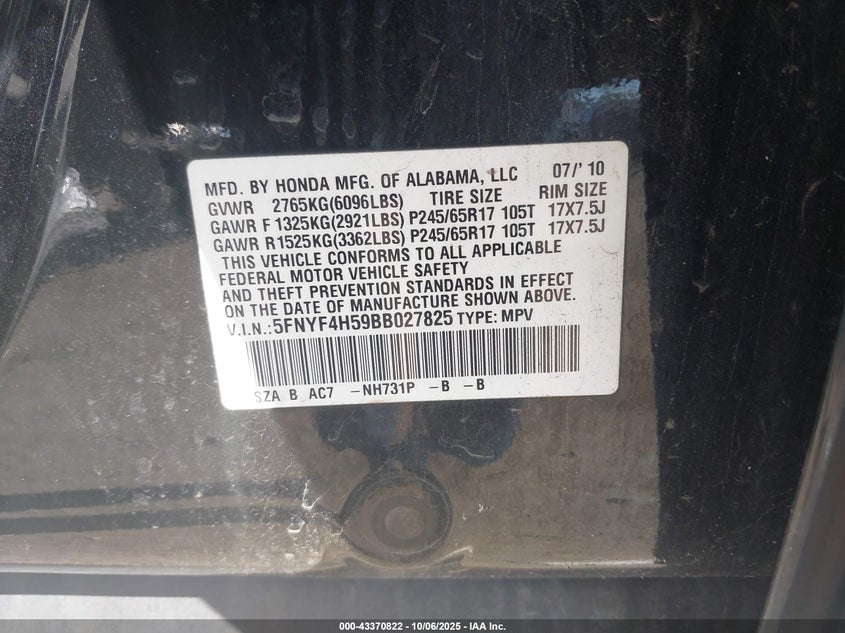 MFD. BY HONDA MFG. OF ALABAMA, LLC 07/' 10
GVWR 2765KG(6096LBS) TIRE SIZE RIM SIZE
GAWR F 1325KG(2921LBS) P245/65R17 105T 17X7.5J
GAWR R 1525KG(3362LBS) P245/65R17 105T 17X7.5J
THIS VEHICLE CONFORMS TO ALL APPLICABLE
FEDERAL MOTOR VEHICLE SAFETY
AND THEFT PREVENTION STANDARDS IN EFFECT
ON THE DATE OF MANUFACTURE SHOWN ABOVE.
V.I.N.:5FNYF4H59BB027825 TYPE: MPV
SZA B AC7 -NH731P -B -B
000-43370822 - 10/06/2025 - IAA Inc.